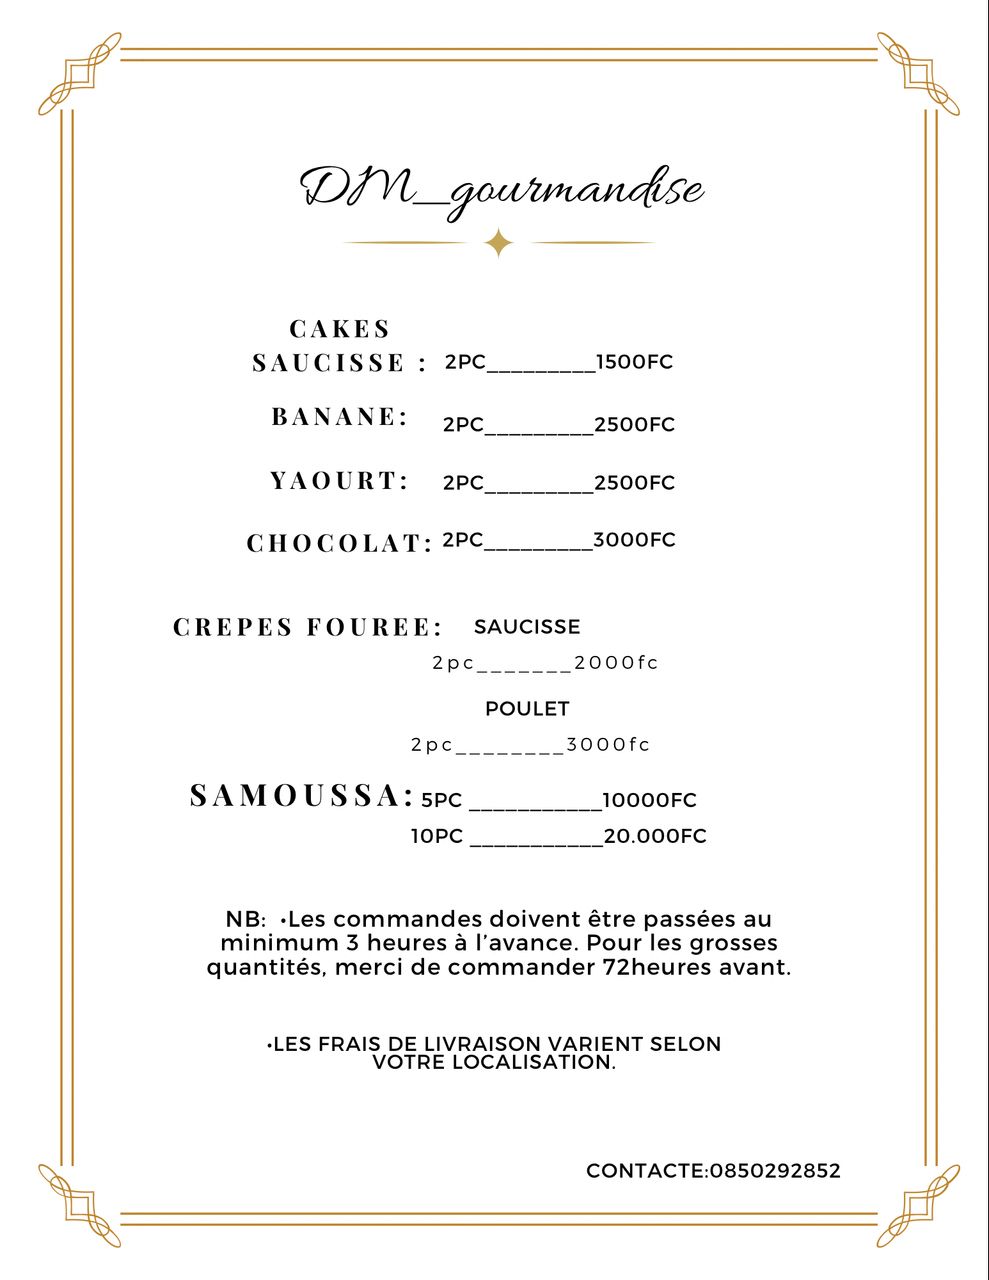 DM_gourmandise
CAKES
SAUCISSE : 2PC_________1500FC
BANANE: 2PC_________2500FC
YAOURT: 2PC_________2500FC
CHOCOLAT: 2PC_________3000FC
CREPES FOUREE: SAUCISSE
2pc_______2000fc
POULET
2pc________3000fc
SAMOUSSA: 5PC ___________10000FC
10PC ___________20.000FC
NB: •Les commandes doivent être passées au
minimum 3 heures à l’avance. Pour les grosses
quantités, merci de commander 72heures avant.
•LES FRAIS DE LIVRAISON VARIENT SELON
VOTRE LOCALISATION.
CONTACTE:0850292852